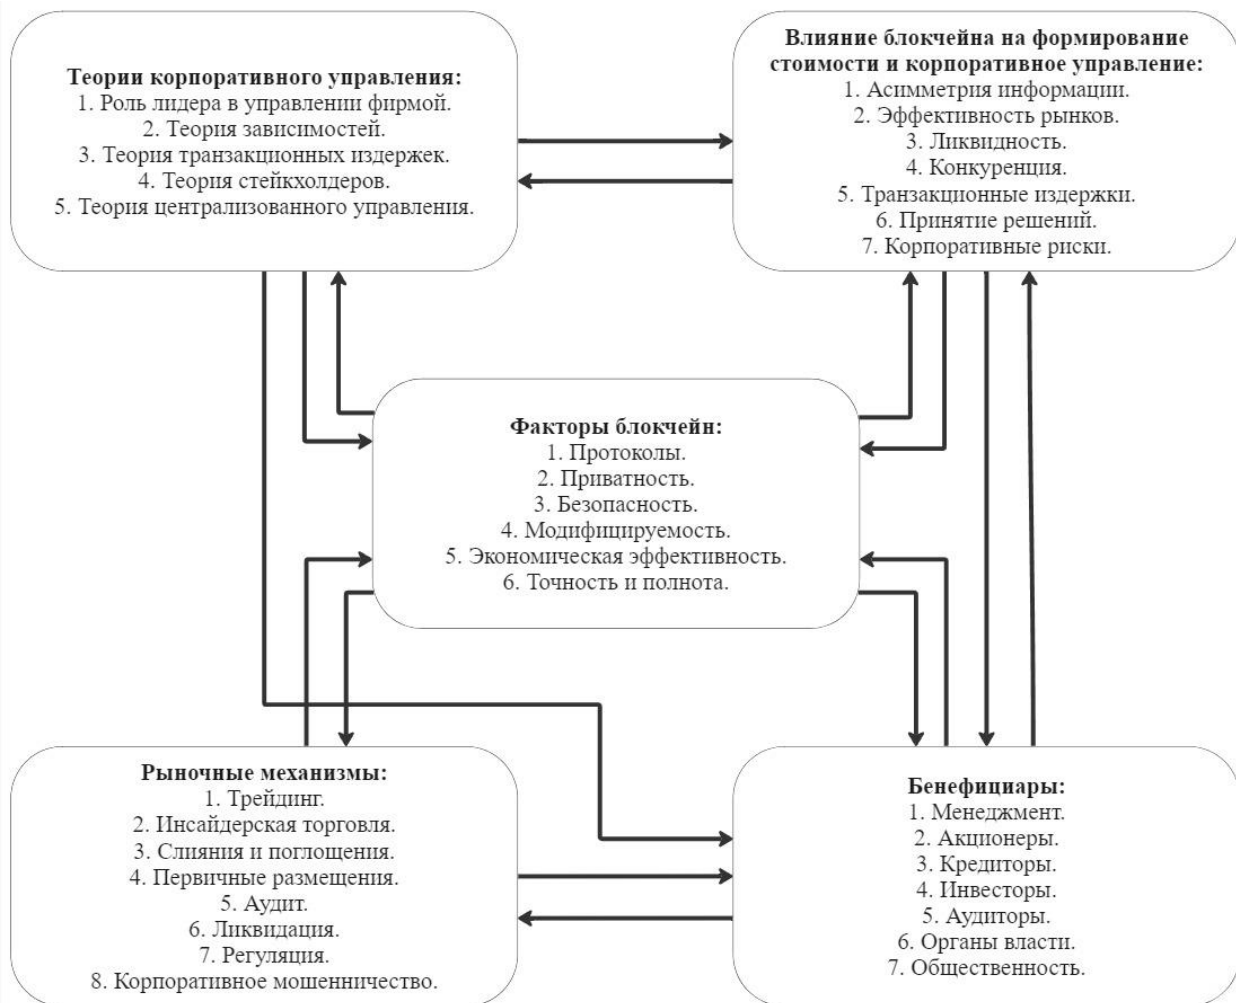 Теории корпоративного управления:
1. Роль лидера в управлении фирмой.
2. Теория зависимостей.
3. Теория транзакционных издержек.
4. Теория стейкхолдеров.
5. Теория централизованного управления.
Влияние блокчейна на формирование
стоимости и корпоративное управление:
1. Асимметрия информации.
2. Эффективность рынков.
3. Ликвидность.
4. Конкуренция.
5. Транзакционные издержки.
6. Принятие решений.
7. Корпоративные риски.
Факторы блокчейн:
1. Протоколы.
2. Приватность.
3. Безопасность.
4. Модифицируемость.
5. Экономическая эффективность.
6. Точность и полнота.
Рыночные механизмы:
1. Трейдинг.
2. Инсайдерская торговля.
3. Слияния и поглощения.
4. Первичные размещения.
5. Аудит.
6. Ликвидация.
7. Регуляция.
8. Корпоративное мошенничество.
Бенефициары:
1. Менеджмент.
2. Акционеры.
3. Кредиторы.
4. Инвесторы.
5. Аудиторы.
6. Органы власти.
7. Общественность.